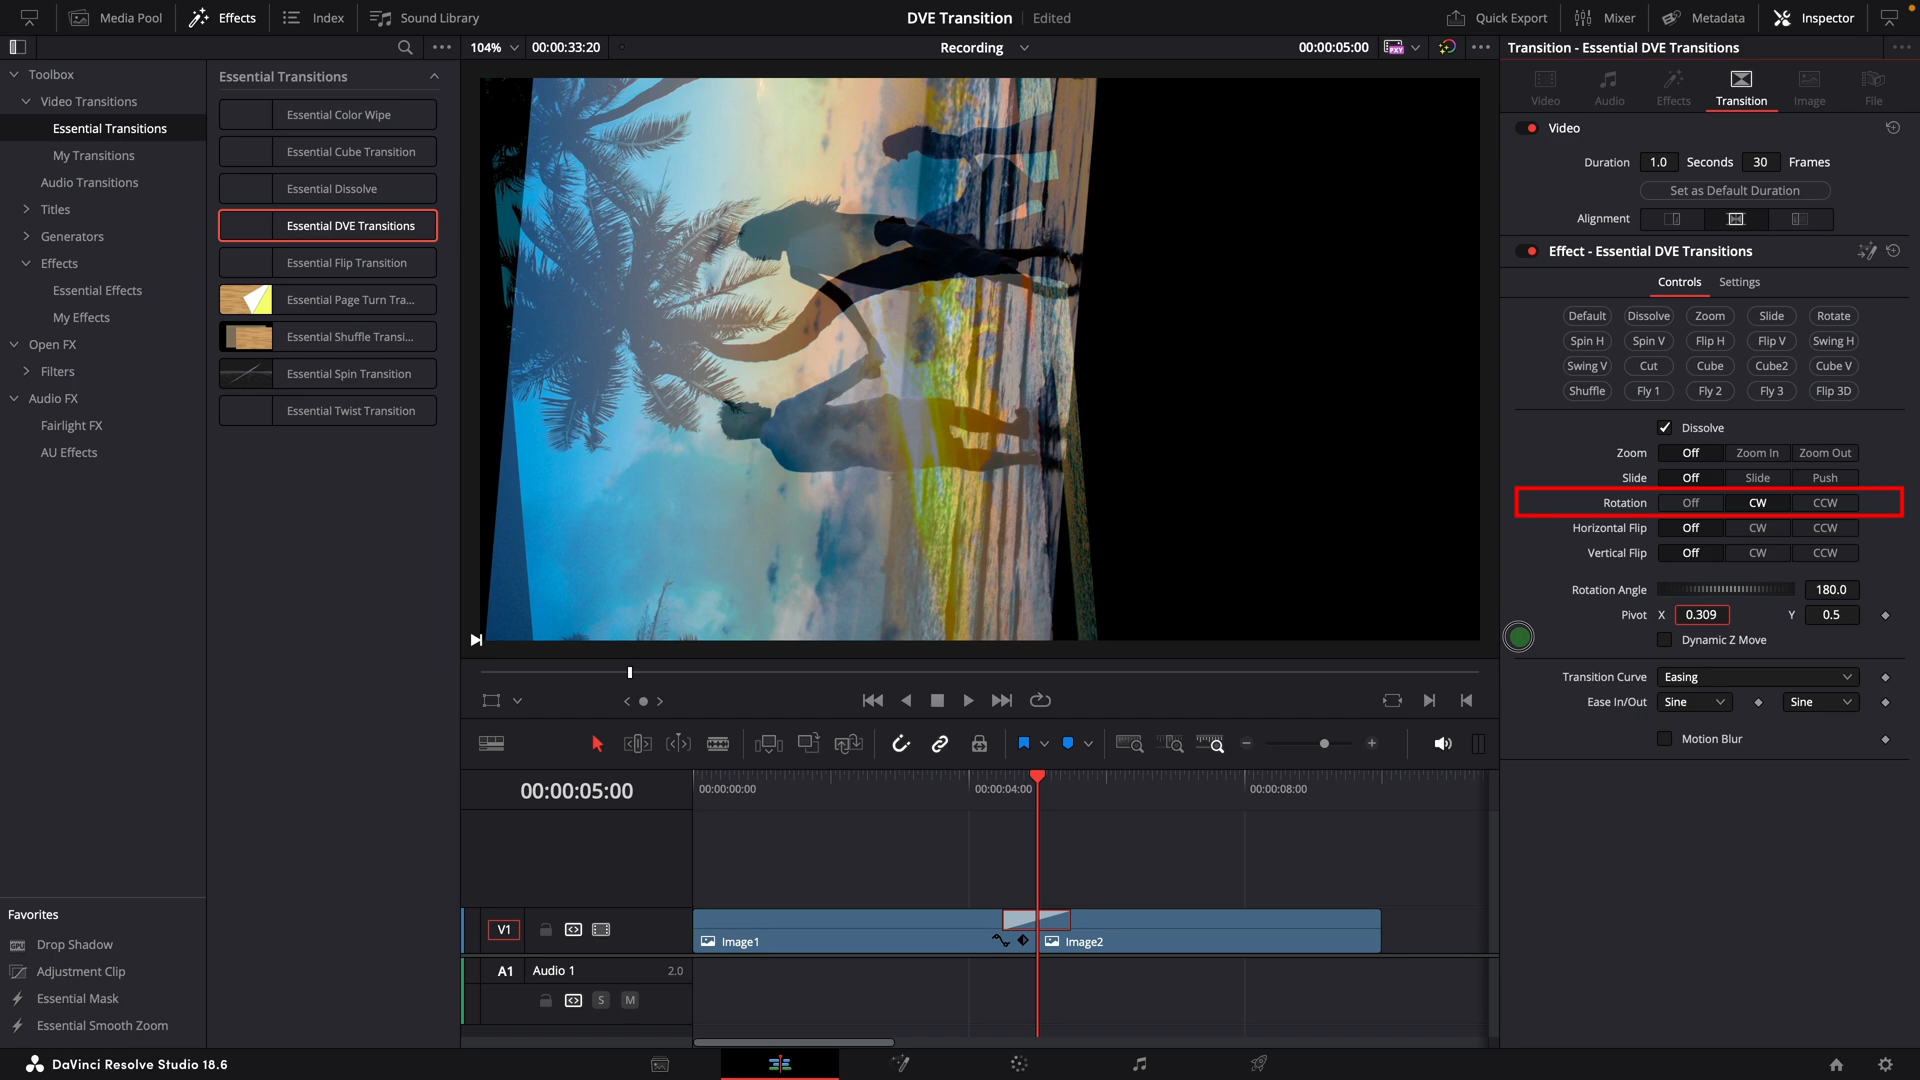 Media Pool
Effects
Index
Sound Library
DVE Transition
Edited
Quick Export
Mixer
Metadata
Inspector
104%
00:00:33:20
Recording
00:00:05:00
Transition - Essential DVE Transitions
Toolbox
Video Transitions
Essential Transitions
My Transitions
Audio Transitions
Titles
Generators
Effects
Essential Effects
My Effects
Open FX
Filters
Audio FX
Fairlight FX
AU Effects
Essential Transitions
Essential Color Wipe
Essential Cube Transition
Essential Dissolve
Essential DVE Transitions
Essential Flip Transition
Essential Page Turn Tra...
Essential Shuffle Transi...
Essential Spin Transition
Essential Twist Transition
Video
Audio
Effects
Transition
Image
File
Video
Duration 1.0 Seconds 30 Frames
Set as Default Duration
Alignment
Effect - Essential DVE Transitions
Controls Settings
Default Dissolve Zoom Slide Rotate
Spin H Spin V Flip H Flip V Swing H
Swing V Cut Cube Cube2 Cube V
Shuffle Fly 1 Fly 2 Fly 3 Flip 3D
Dissolve
Zoom Off Zoom In Zoom Out
Slide Off Slide Push
Rotation Off CW CCW
Horizontal Flip Off CW CCW
Vertical Flip Off CW CCW
Rotation Angle 180.0
Pivot X 0.309 Y 0.5
Dynamic Z Move
Transition Curve Easing
Ease In/Out Sine Sine
Motion Blur
00:00:05:00
00:00:00:00
00:00:04:00
00:00:08:00
V1
Image1
Image2
A1 Audio 1 2.0
S M
Favorites
Drop Shadow
Adjustment Clip
Essential Mask
Essential Smooth Zoom
DaVinci Resolve Studio 18.6